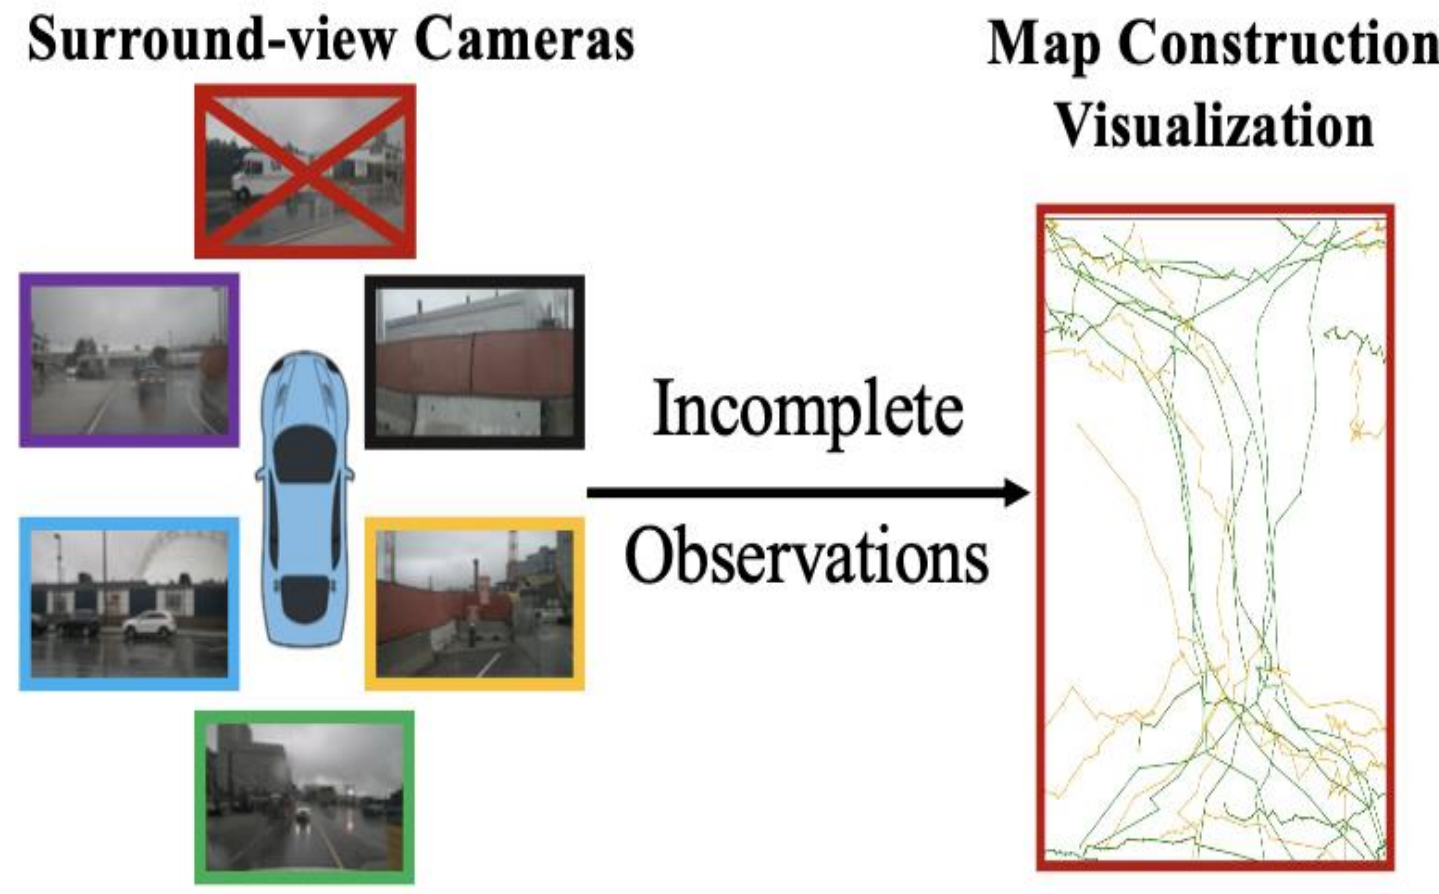 Surround-view Cameras
Map Construction
Visualization
Incomplete
Observations